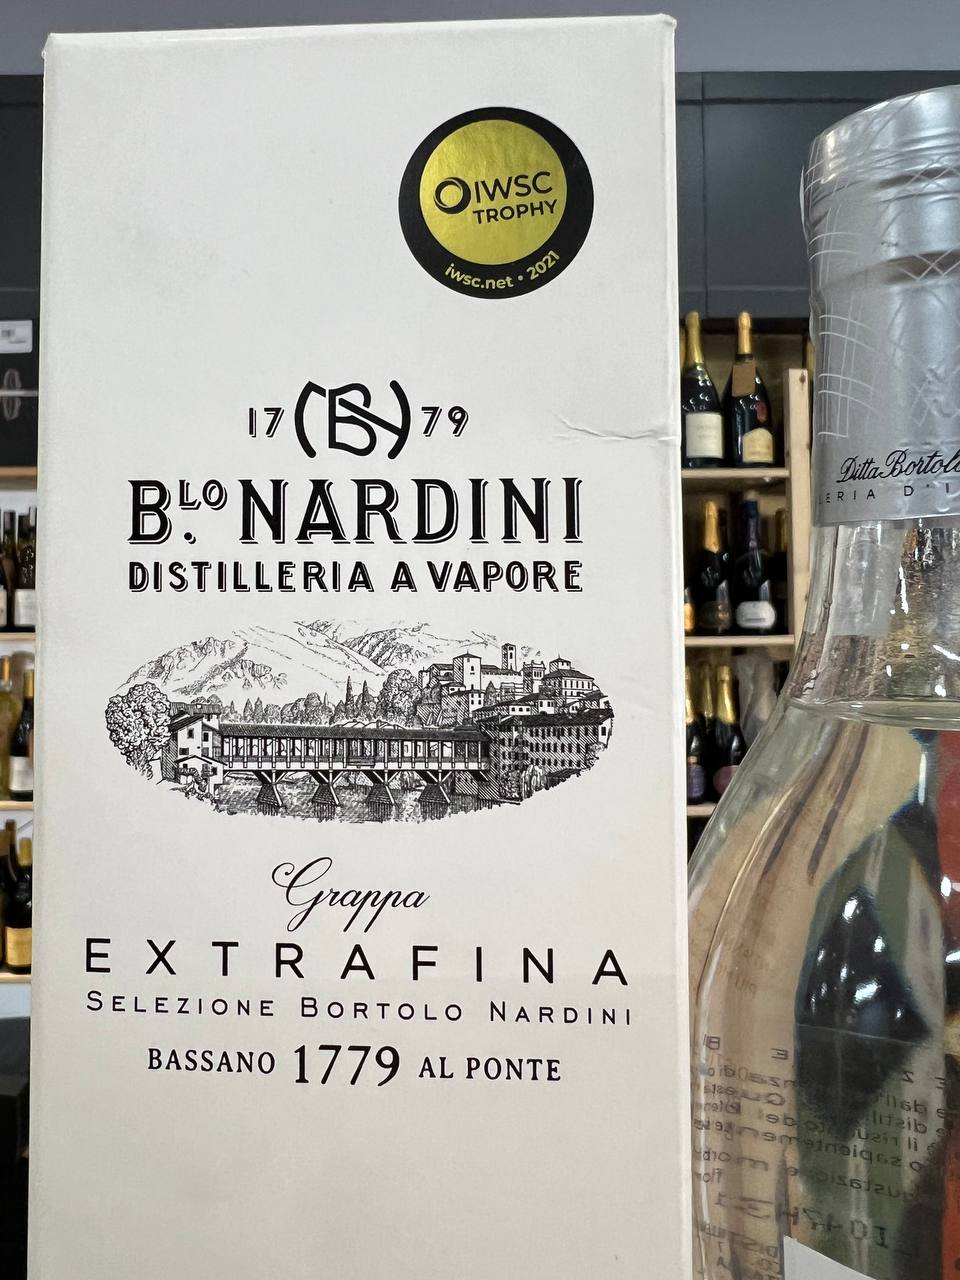 IWSC
TROPHY
iwsc.net • 2021
17 BN 79
B.LO NARDINI
DISTILLERIA A VAPORE
Grappa
EXTRAFINA
SELEZIONE BORTOLO NARDINI
BASSANO 1779 AL PONTE
Ditta Bortolo
ERIA D'